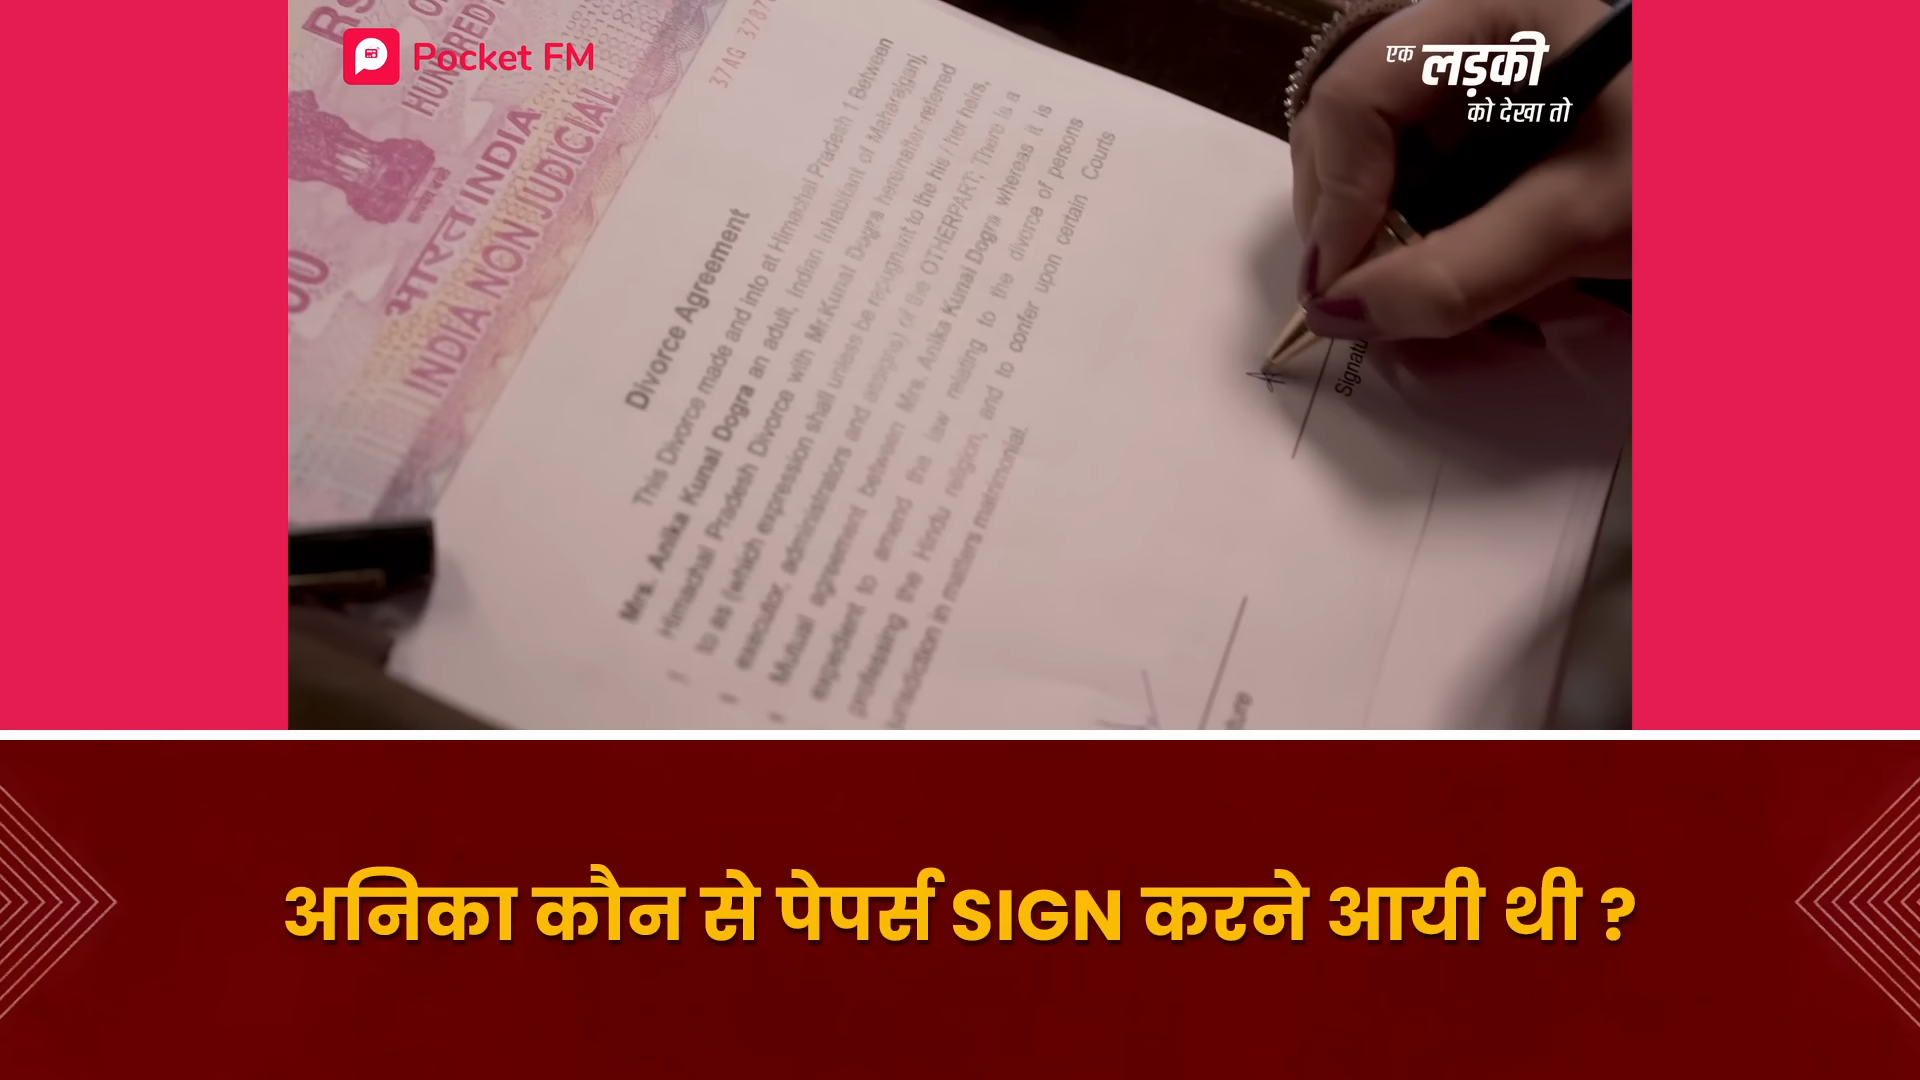 Pocket FM
एक लड़की
को देखा तो
HUNDRED
भारत INDIA
INDIA NON JUDICIAL
Divorce Agreement
This Divorce made and into at Himachal Pradesh 1 Between
Mrs. Anika Kunal Dogra an adult, Indian Inhabitant of Maharajganj,
Himachal Pradesh Divorce with Mr.Kunal Dogra hereinafter referred
to as (which expression shall unless be repugnant to the his / her heirs,
executor, administrators and assigns) of the OTHERPART; There is a
Mutual agreement between Mrs. Anika Kunal Dogra whereas it is
expedient to amend the law relating to the divorce of persons
professing the Hindu religion, and to confer upon certain Courts
jurisdiction in matters matrimonial.
अनिका कौन से पेपर्स SIGN करने आयी थी ?